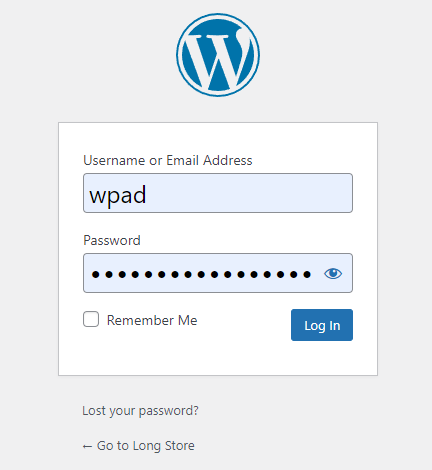 Username or Email Address
wpad
Password
•••••••••••••••••
Remember Me
Log In
Lost your password?
← Go to Long Store